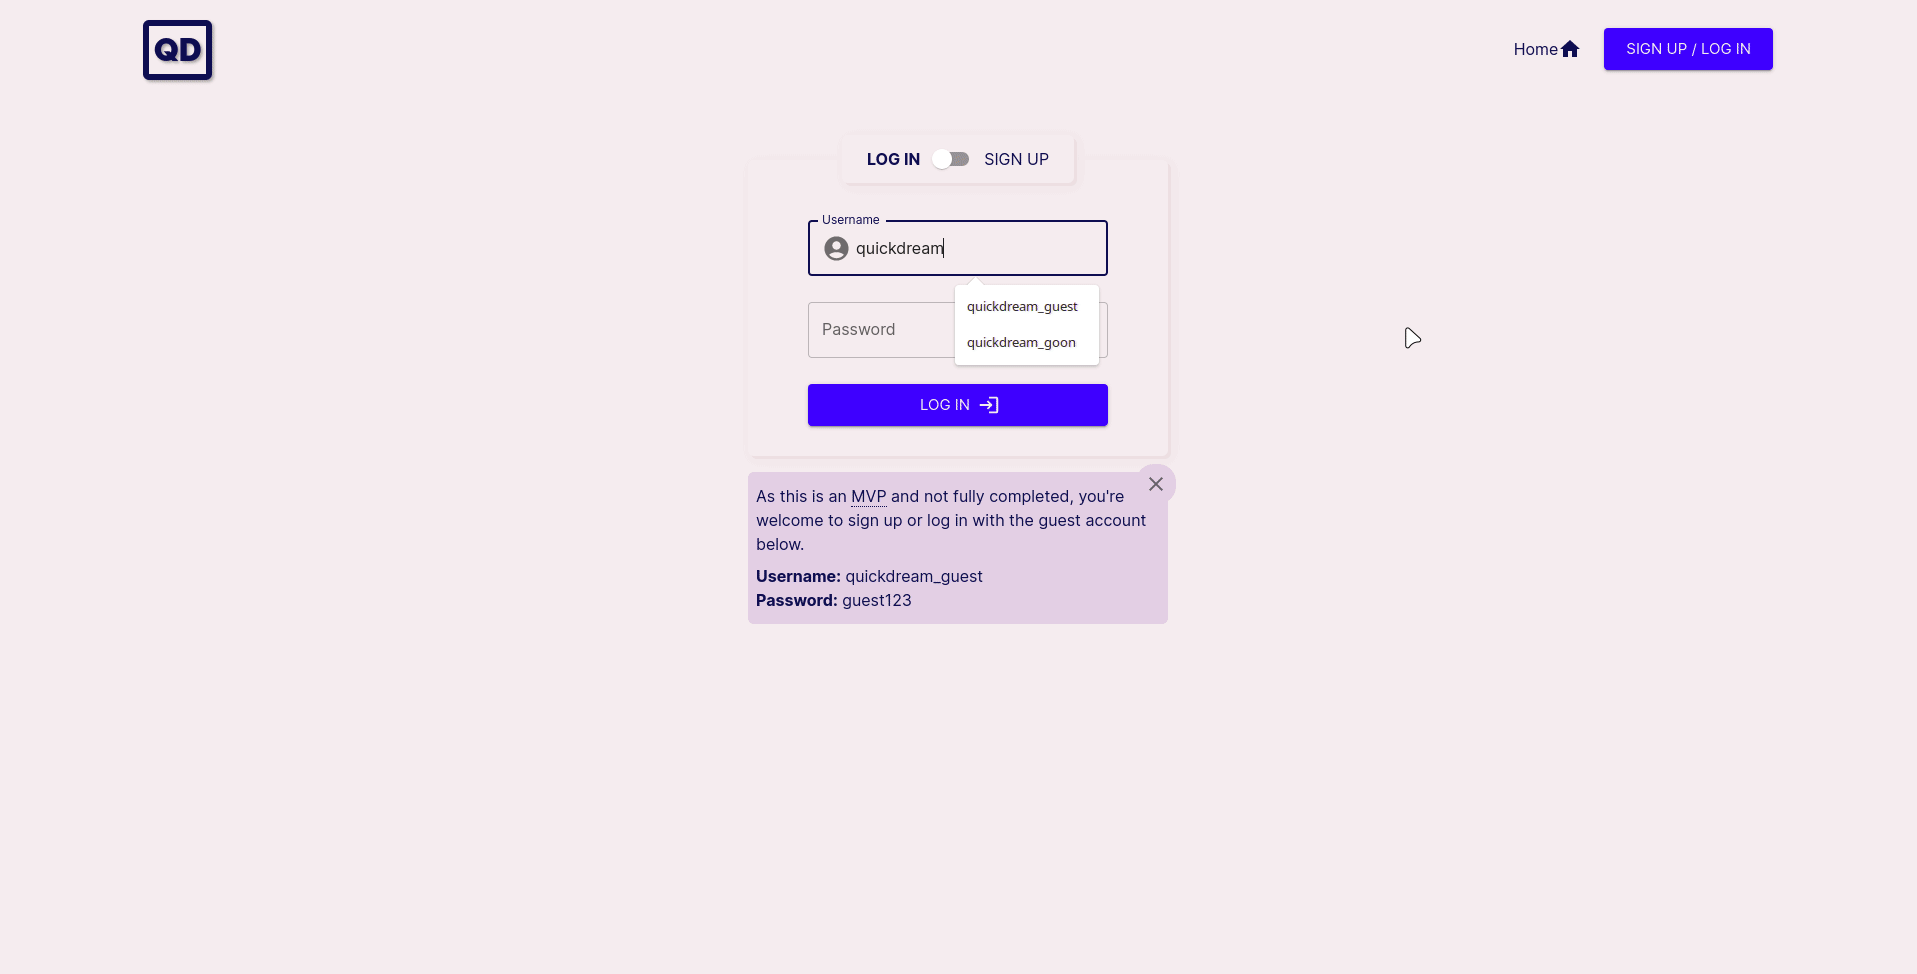 QD
Home
SIGN UP / LOG IN
LOG IN
SIGN UP
Username
quickdream
quickdream_guest
Password
quickdream_goon
LOG IN
As this is an MVP and not fully completed, you're
welcome to sign up or log in with the guest account
below.
Username: quickdream_guest
Password: guest123